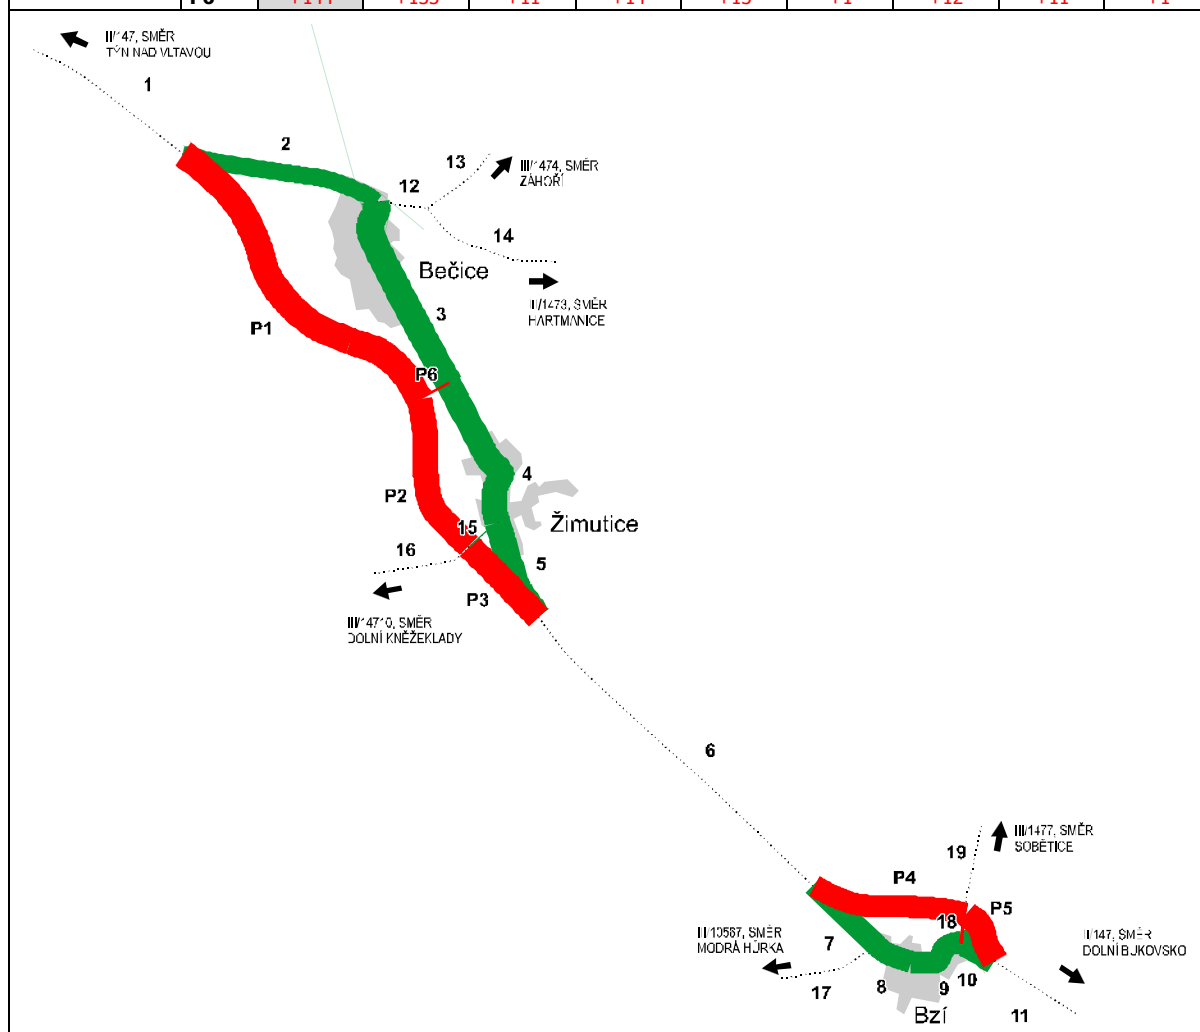 II/147, SMĚR
TÝN NAD VLTAVOU
1
2
13
III/1474, SMĚR
ZÁHOŘÍ
12
14
Bečice
III/1473, SMĚR
HARTMANICE
3
P1
P6
4
P2
15
Žimutice
16
5
P3
III/14710, SMĚR
DOLNÍ KNĚŽEKLADY
6
III/1477, SMĚR
SOBĚTICE
19
P4
P5
18
III/10587, SMĚR
MODRÁ HŮRKA
7
II/147, SMĚR
DOLNÍ BUKOVSKO
17
8
9
10
11
Bzí